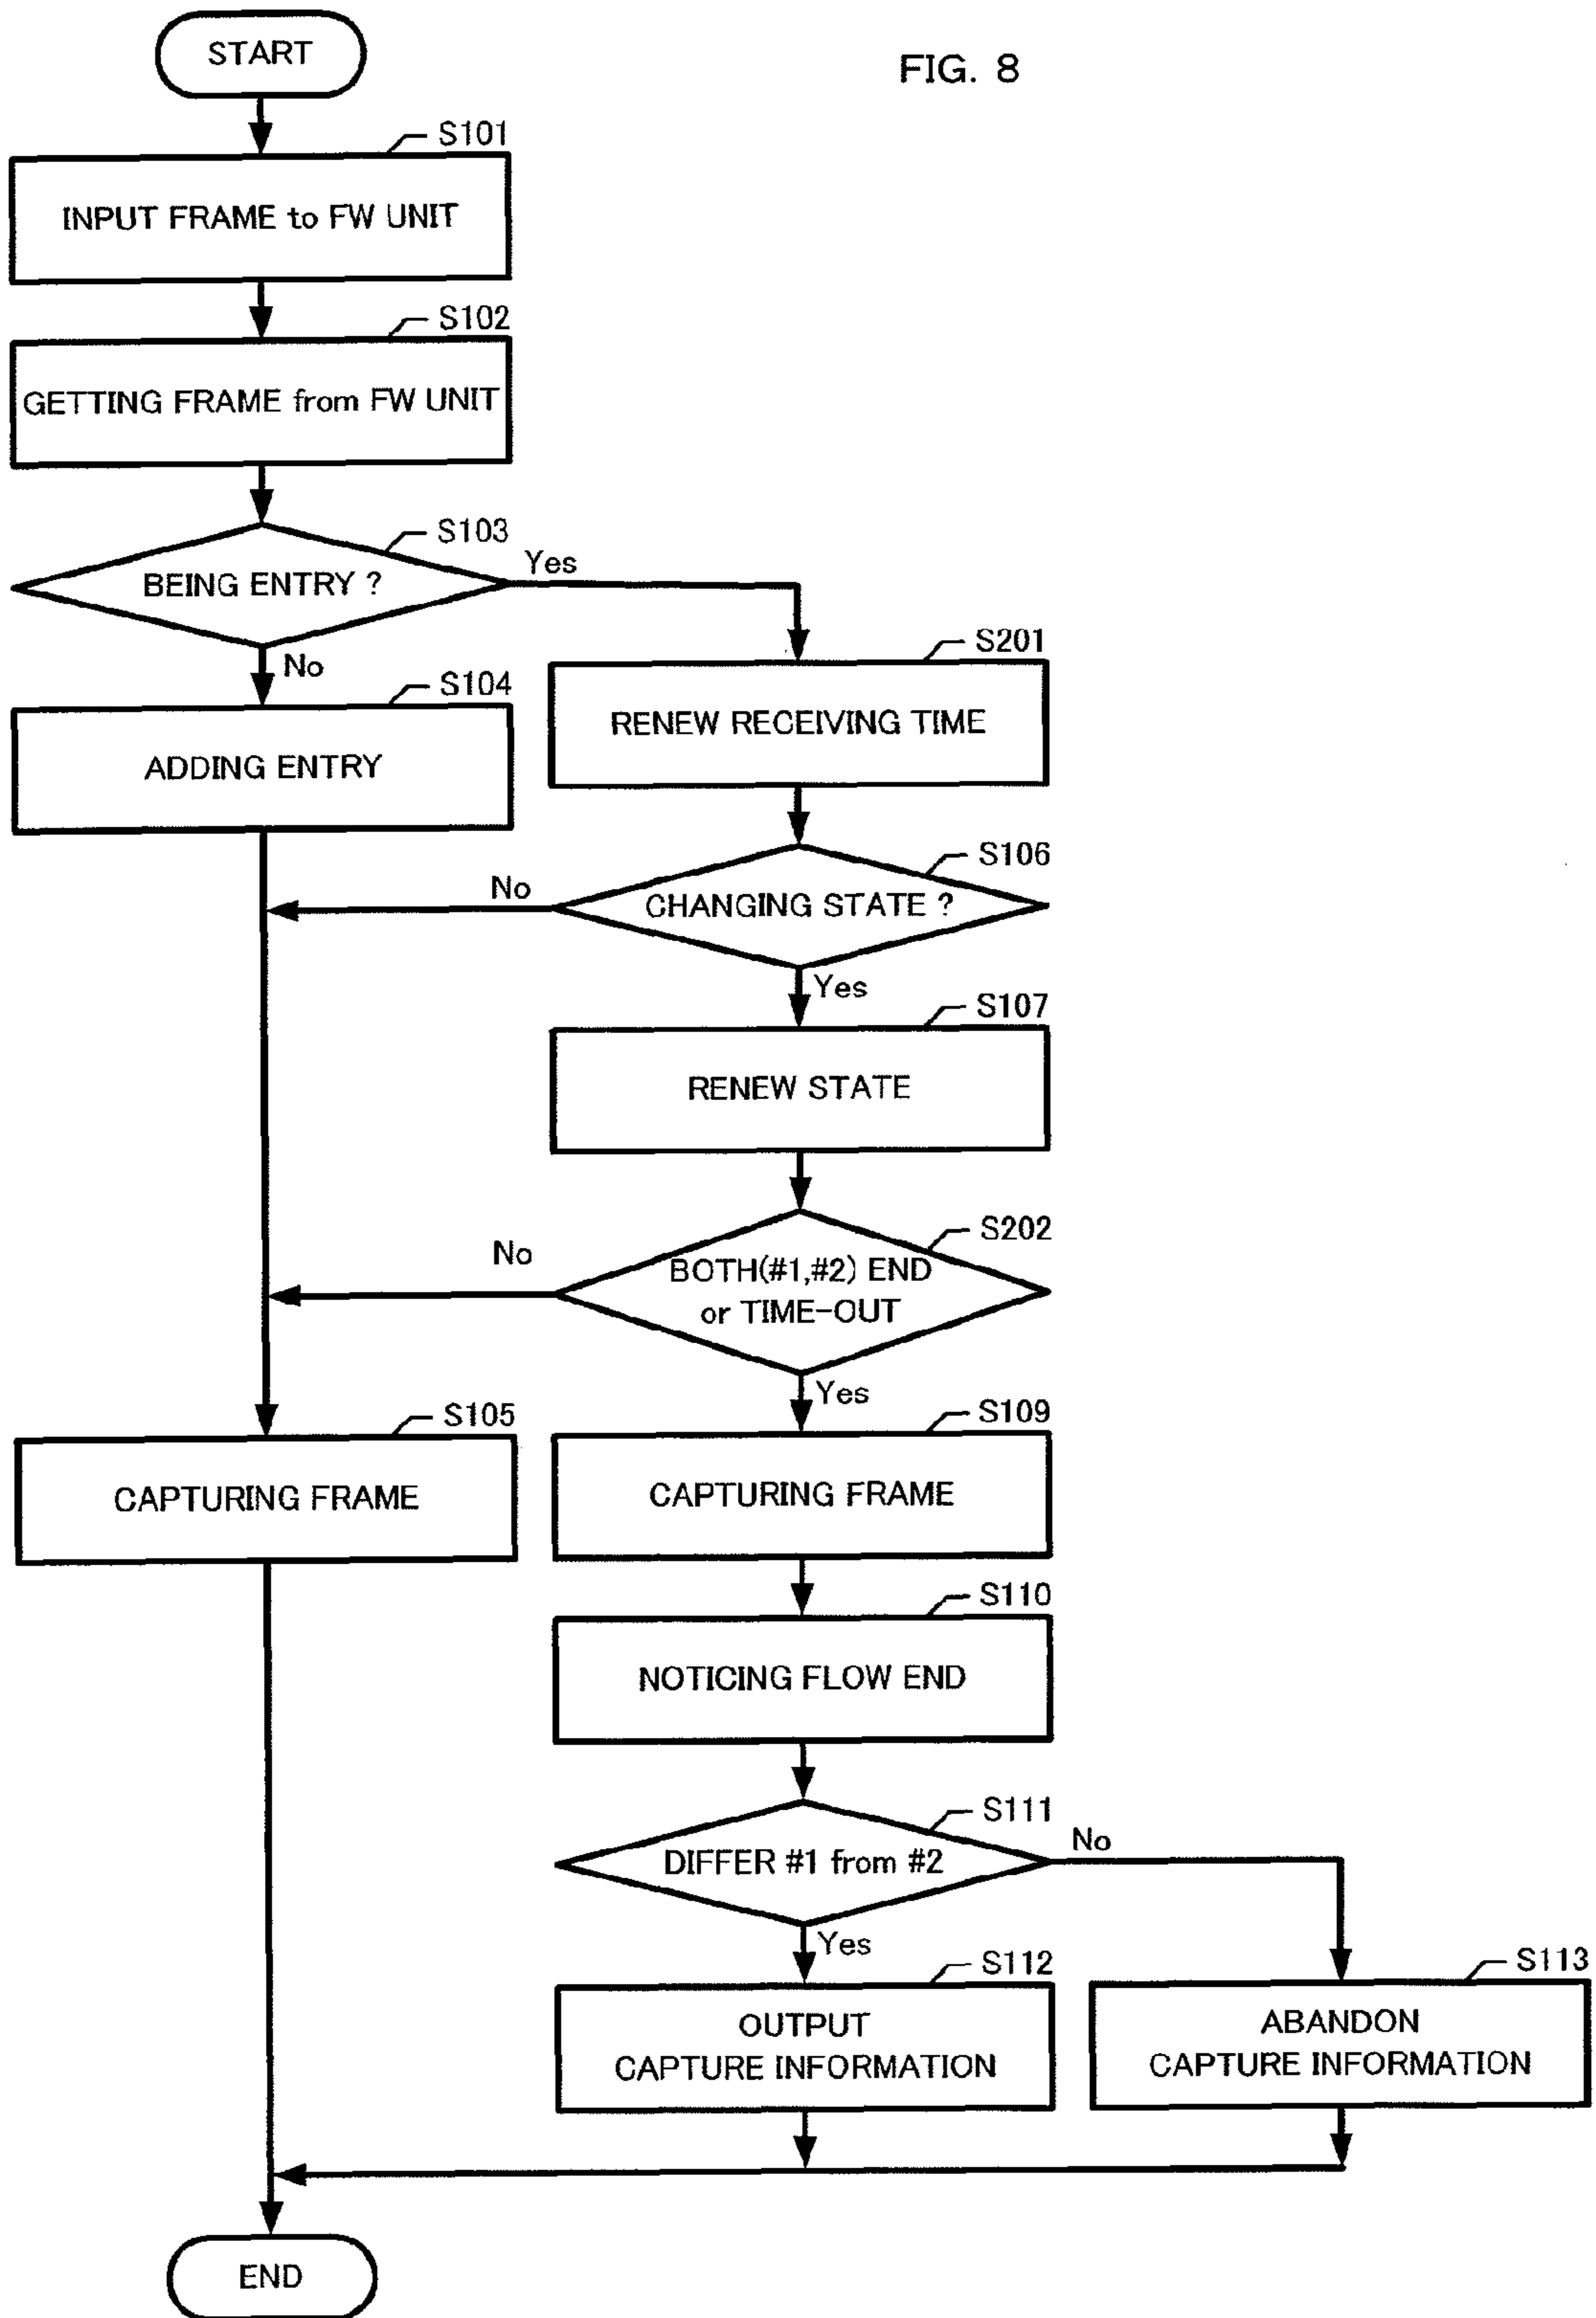 START
FIG. 8
S101
INPUT FRAME to FW UNIT
S102
GETTING FRAME from FW UNIT
S103
BEING ENTRY ?
Yes
No
S104
ADDING ENTRY
S201
RENEW RECEIVING TIME
S106
CHANGING STATE ?
No
Yes
S107
RENEW STATE
S202
BOTH(#1,#2) END
or TIME-OUT
No
Yes
S105
CAPTURING FRAME
S109
CAPTURING FRAME
S110
NOTICING FLOW END
S111
DIFFER #1 from #2
No
Yes
S112
OUTPUT
CAPTURE INFORMATION
S113
ABANDON
CAPTURE INFORMATION
END